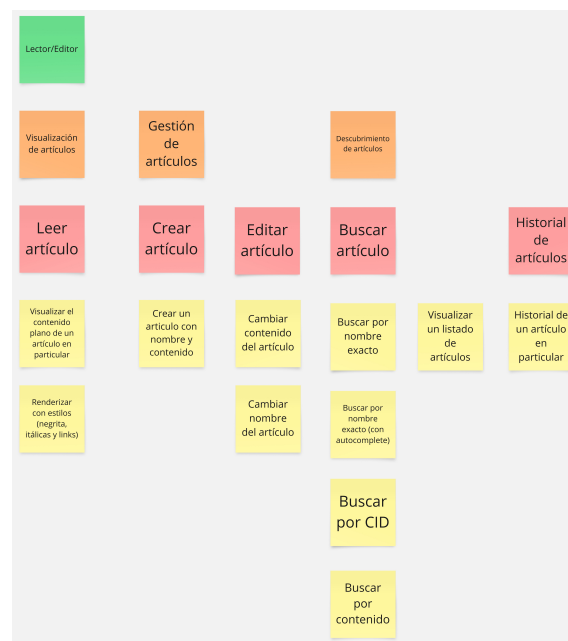 Lector/Editor
Visualización
de artículos
Gestión
de
artículos
Descubrimiento
de artículos
Leer
artículo
Crear
artículo
Editar
artículo
Buscar
artículo
Historial
de
artículos
Visualizar el
contenido
plano de un
artículo en
particular
Crear un
articulo con
nombre y
contenido
Cambiar
contenido
del artículo
Buscar por
nombre
exacto
Visualizar
un listado
de
artículos
Historial de
un artículo
en
particular
Renderizar
con estilos
(negrita,
itálicas y links)
Cambiar
nombre
del artículo
Buscar por
nombre
exacto (con
autocomplete)
Buscar
por CID
Buscar
por
contenido